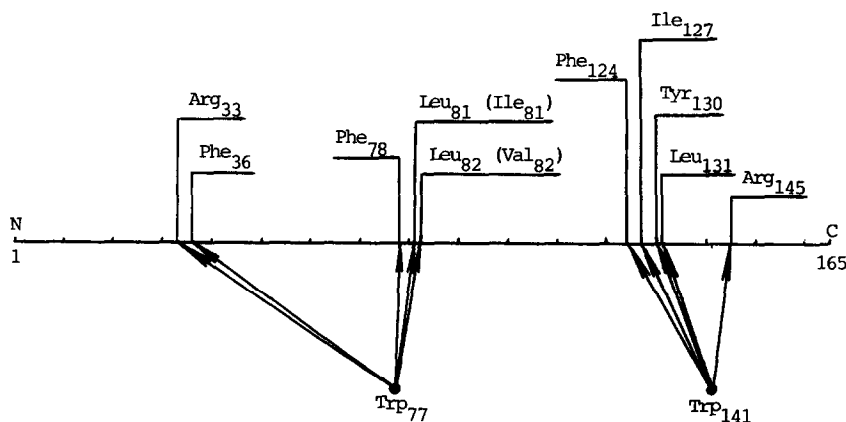 Ile127
Phe124
Arg33
Leu81 (Ile81)
Tyr130
Phe36
Phe78
Leu82 (Val82)
Leu131
Arg145
N
C
1
165
Trp77
Trp141